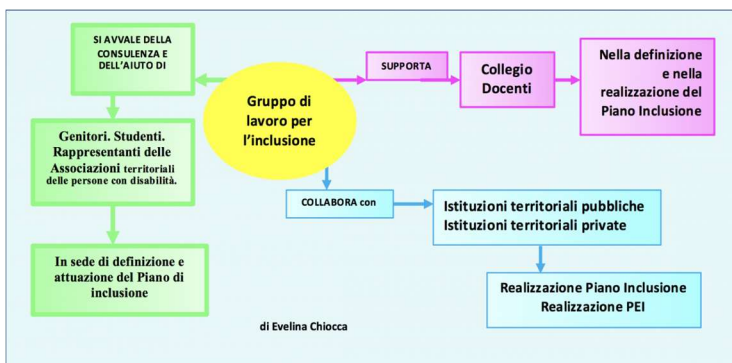 SI AVVALE DELLA
CONSULENZA E
DELL'AIUTO DI
Genitori. Studenti.
Rappresentanti delle
Associazioni territoriali
delle persone con disabilità.
In sede di definizione e
attuazione del Piano di
inclusione
Gruppo di
lavoro per
l'inclusione
SUPPORTA
Collegio
Docenti
Nella definizione
e nella
realizzazione del
Piano Inclusione
COLLABORA con
Istituzioni territoriali pubbliche
Istituzioni territoriali private
Realizzazione Piano Inclusione
Realizzazione PEI
di Evelina Chiocca